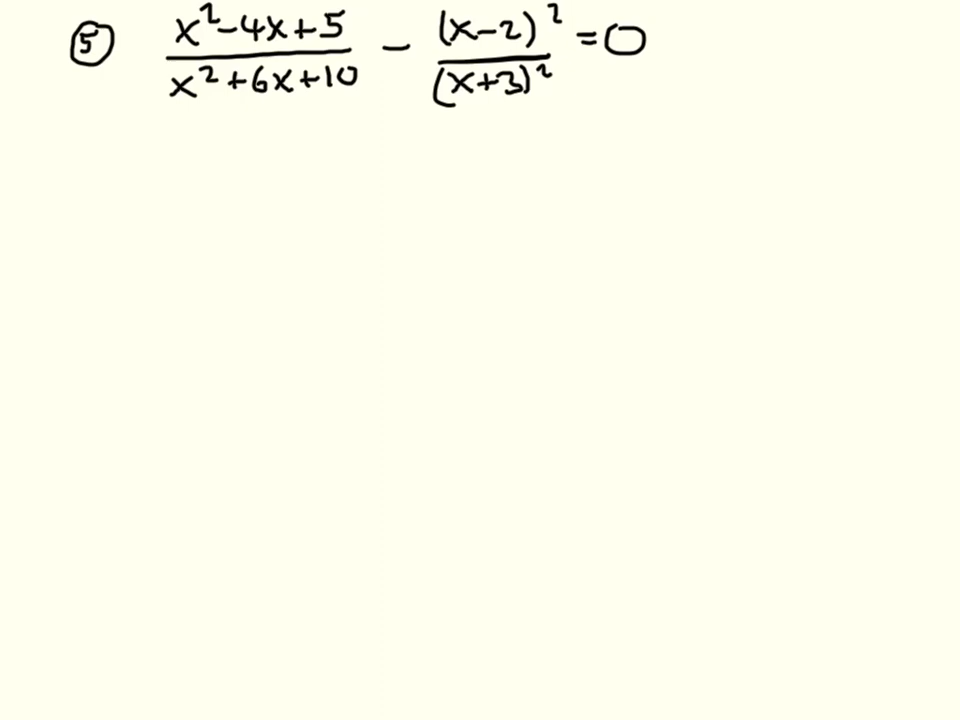 ⑤ (x²-4x+5)/(x²+6x+10) - (x-2)²/(x+3)² = 0